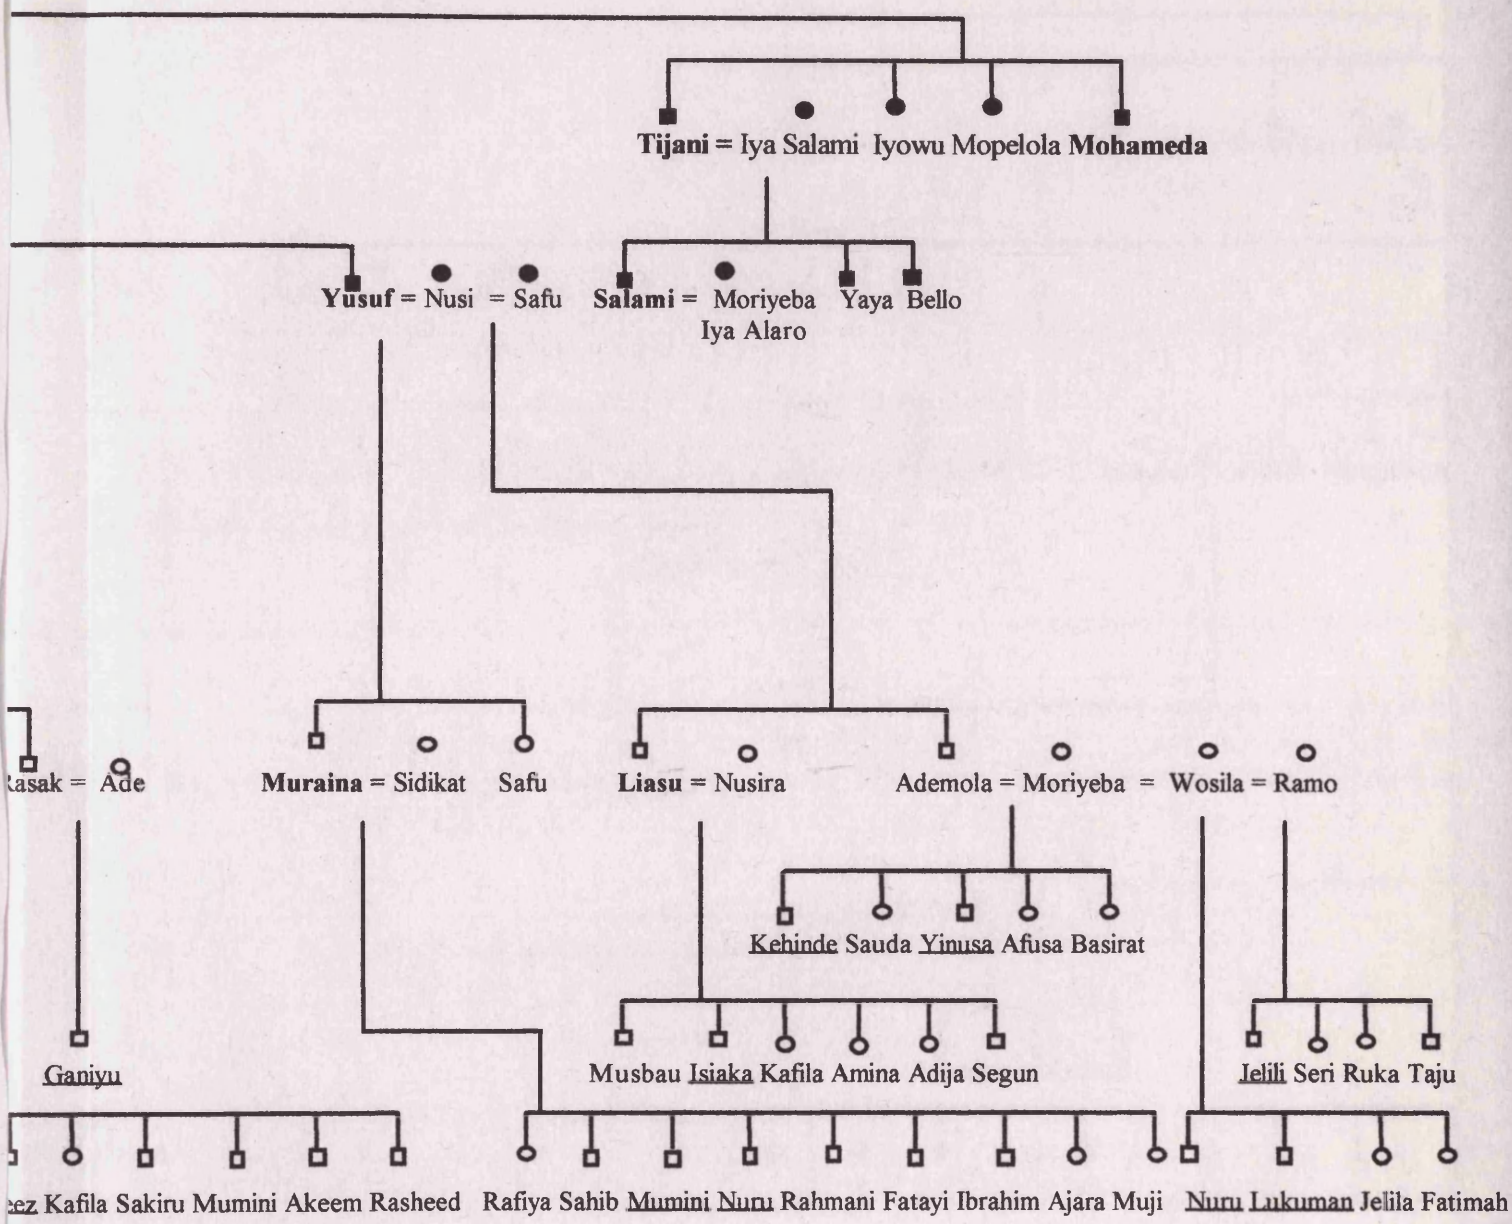 Tijani = Iya Salami Iyowu Mopelola Mohameda
Yusuf = Nusi = Safu Salami = Moriyeba Yaya Bello
Iya Alaro
= Ade Muraina = Sidikat Safu Liasu = Nusira Ademola = Moriyeba = Wosila = Ramo
Kehinde Sauda Yinusa Afusa Basirat
Ganiyu Musbau Isiaka Kafila Amina Adija Segun Jelili Seri Ruka Taju
Kafila Sakiru Mumini Akeem Rasheed Rafiya Sahib Mumini Nuru Rahmani Fatayi Ibrahim Ajara Muji Nuru Lukuman Jelila Fatimah